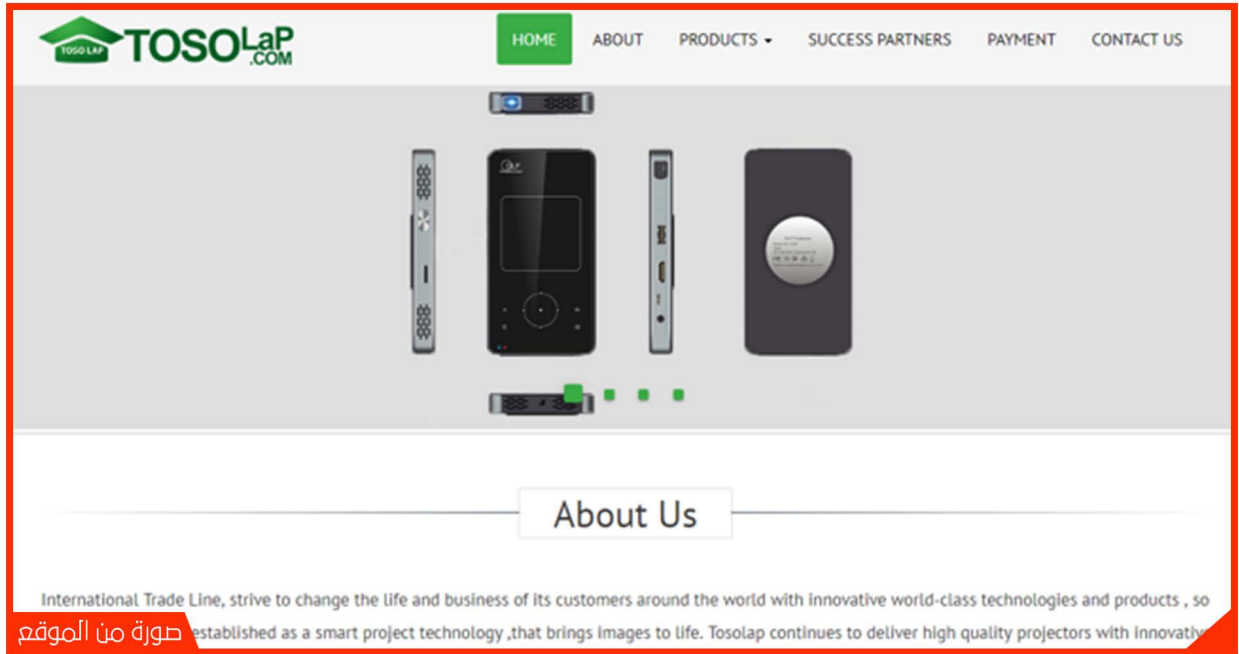 TOSO LAP
TOSOLaP
.COM
HOME ABOUT PRODUCTS SUCCESS PARTNERS PAYMENT CONTACT US
DLP
About Us
International Trade Line, strive to change the life and business of its customers around the world with innovative world-class technologies and products , so
established as a smart project technology ,that brings images to life. Tosolap continues to deliver high quality projectors with innovative
صورة من الموقع